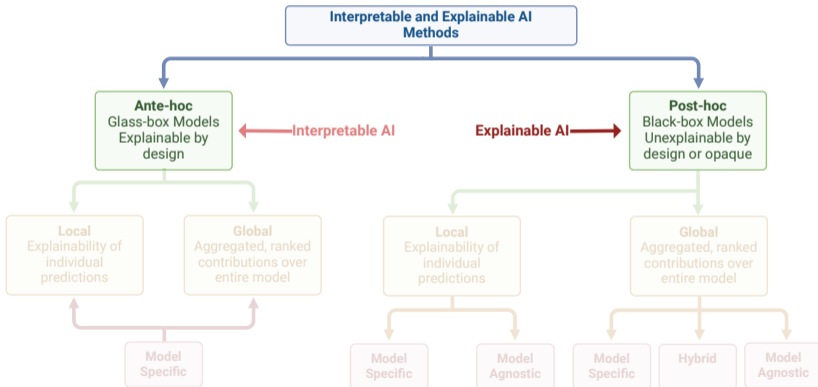 Interpretable and Explainable AI
Methods
Ante-hoc
Glass-box Models
Explainable by
design
Interpretable AI
Explainable AI
Post-hoc
Black-box Models
Unexplainable by
design or opaque
Local
Explainability of
individual
predictions
Global
Aggregated, ranked
contributions over
entire model
Local
Explainability of
individual
predictions
Global
Aggregated, ranked
contributions over
entire model
Model
Specific
Model
Specific
Model
Agnostic
Model
Specific
Hybrid
Model
Agnostic